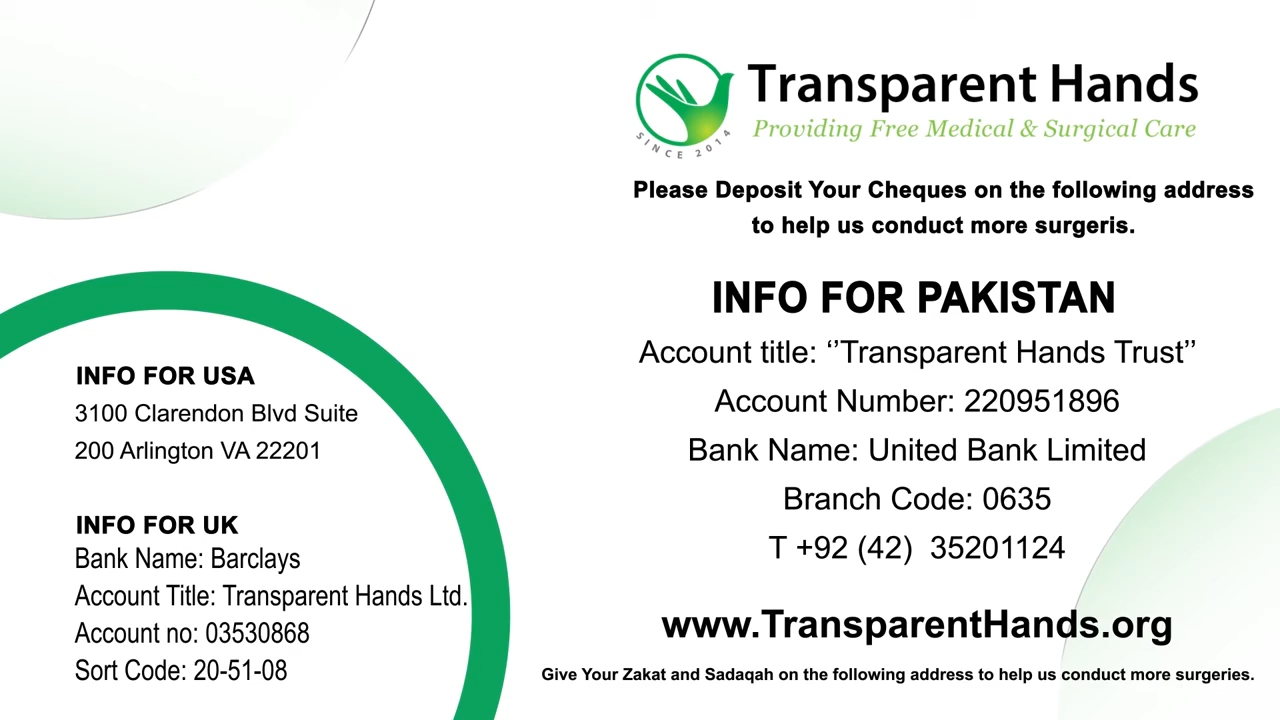 Transparent Hands
Providing Free Medical & Surgical Care
SINCE 2014
Please Deposit Your Cheques on the following address
to help us conduct more surgeris.
INFO FOR PAKISTAN
Account title: ‘’Transparent Hands Trust’’
Account Number: 220951896
Bank Name: United Bank Limited
Branch Code: 0635
T +92 (42)  35201124
www.TransparentHands.org
Give Your Zakat and Sadaqah on the following address to help us conduct more surgeries.
INFO FOR USA
3100 Clarendon Blvd Suite
200 Arlington VA 22201
INFO FOR UK
Bank Name: Barclays
Account Title: Transparent Hands Ltd.
Account no: 03530868
Sort Code: 20-51-08